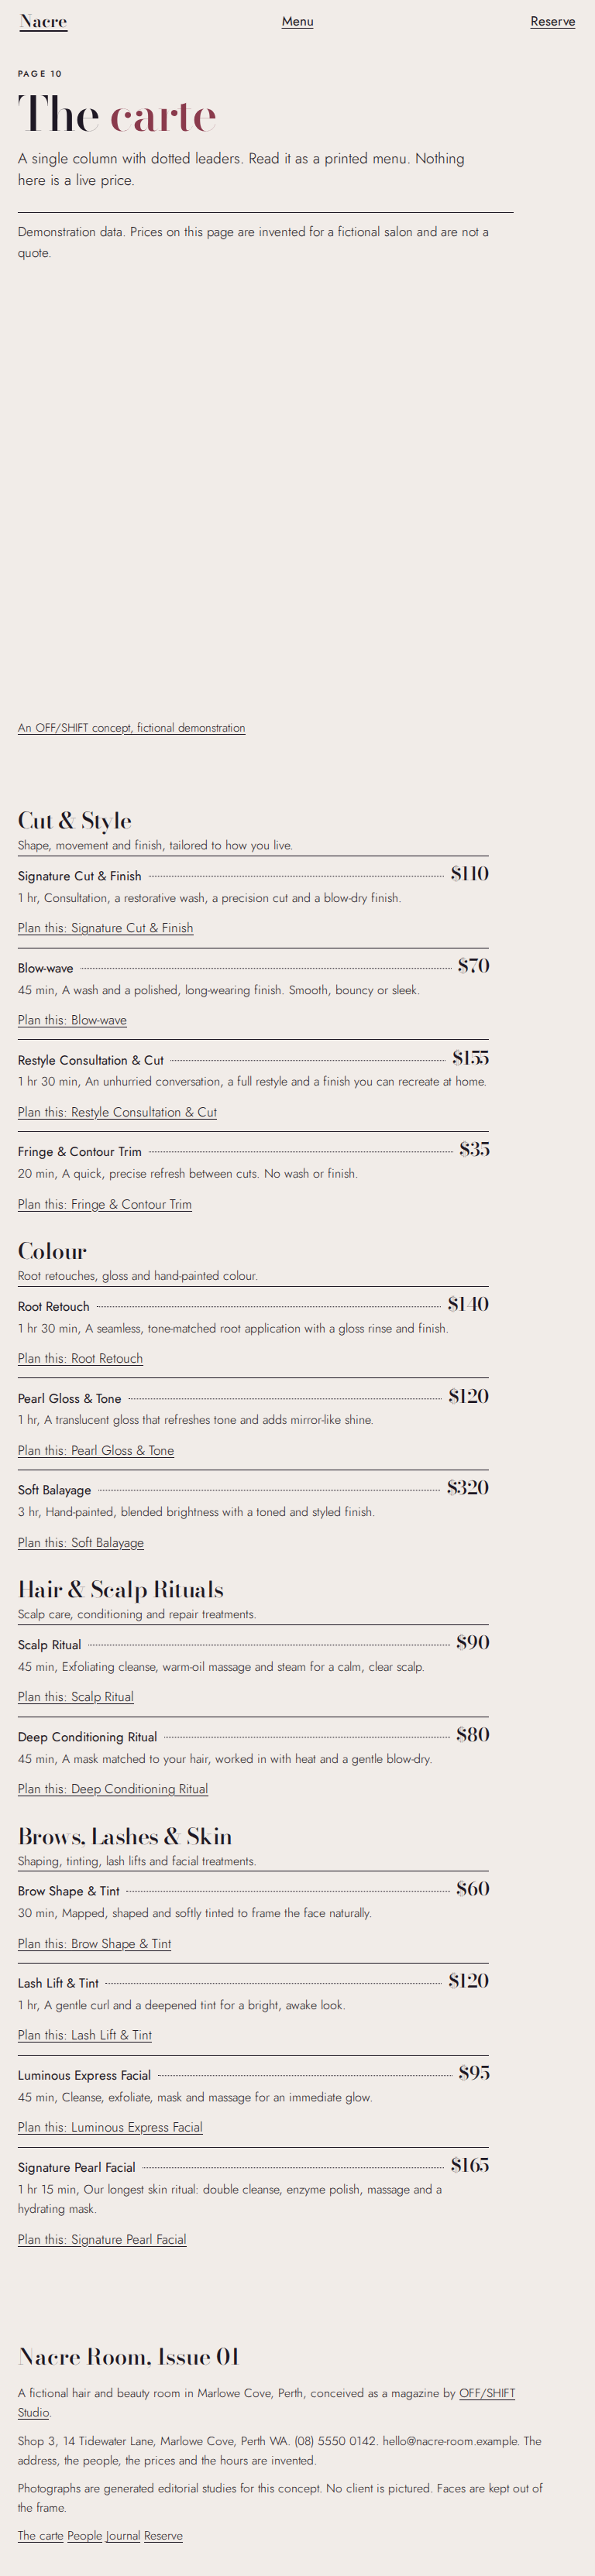 Nacre
Menu
Reserve
PAGE 10
The carte
A single column with dotted leaders. Read it as a printed menu. Nothing
here is a live price.
Demonstration data. Prices on this page are invented for a fictional salon and are not a
quote.
An OFF/SHIFT concept, fictional demonstration
Cut & Style
Shape, movement and finish, tailored to how you live.
Signature Cut & Finish $110
1 hr, Consultation, a restorative wash, a precision cut and a blow-dry finish.
Plan this: Signature Cut & Finish
Blow-wave $70
45 min, A wash and a polished, long-wearing finish. Smooth, bouncy or sleek.
Plan this: Blow-wave
Restyle Consultation & Cut $155
1 hr 30 min, An unhurried conversation, a full restyle and a finish you can recreate at home.
Plan this: Restyle Consultation & Cut
Fringe & Contour Trim $35
20 min, A quick, precise refresh between cuts. No wash or finish.
Plan this: Fringe & Contour Trim
Colour
Root retouches, gloss and hand-painted colour.
Root Retouch $140
1 hr 30 min, A seamless, tone-matched root application with a gloss rinse and finish.
Plan this: Root Retouch
Pearl Gloss & Tone $120
1 hr, A translucent gloss that refreshes tone and adds mirror-like shine.
Plan this: Pearl Gloss & Tone
Soft Balayage $320
3 hr, Hand-painted, blended brightness with a toned and styled finish.
Plan this: Soft Balayage
Hair & Scalp Rituals
Scalp care, conditioning and repair treatments.
Scalp Ritual $90
45 min, Exfoliating cleanse, warm-oil massage and steam for a calm, clear scalp.
Plan this: Scalp Ritual
Deep Conditioning Ritual $80
45 min, A mask matched to your hair, worked in with heat and a gentle blow-dry.
Plan this: Deep Conditioning Ritual
Brows, Lashes & Skin
Shaping, tinting, lash lifts and facial treatments.
Brow Shape & Tint $60
30 min, Mapped, shaped and softly tinted to frame the face naturally.
Plan this: Brow Shape & Tint
Lash Lift & Tint $120
1 hr, A gentle curl and a deepened tint for a bright, awake look.
Plan this: Lash Lift & Tint
Luminous Express Facial $95
45 min, Cleanse, exfoliate, mask and massage for an immediate glow.
Plan this: Luminous Express Facial
Signature Pearl Facial $165
1 hr 15 min, Our longest skin ritual: double cleanse, enzyme polish, massage and a
hydrating mask.
Plan this: Signature Pearl Facial
Nacre Room, Issue 01
A fictional hair and beauty room in Marlowe Cove, Perth, conceived as a magazine by OFF/SHIFT
Studio.
Shop 3, 14 Tidewater Lane, Marlowe Cove, Perth WA. (08) 5550 0142. hello@nacre-room.example. The
address, the people, the prices and the hours are invented.
Photographs are generated editorial studies for this concept. No client is pictured. Faces are kept out of
the frame.
The carte People Journal Reserve